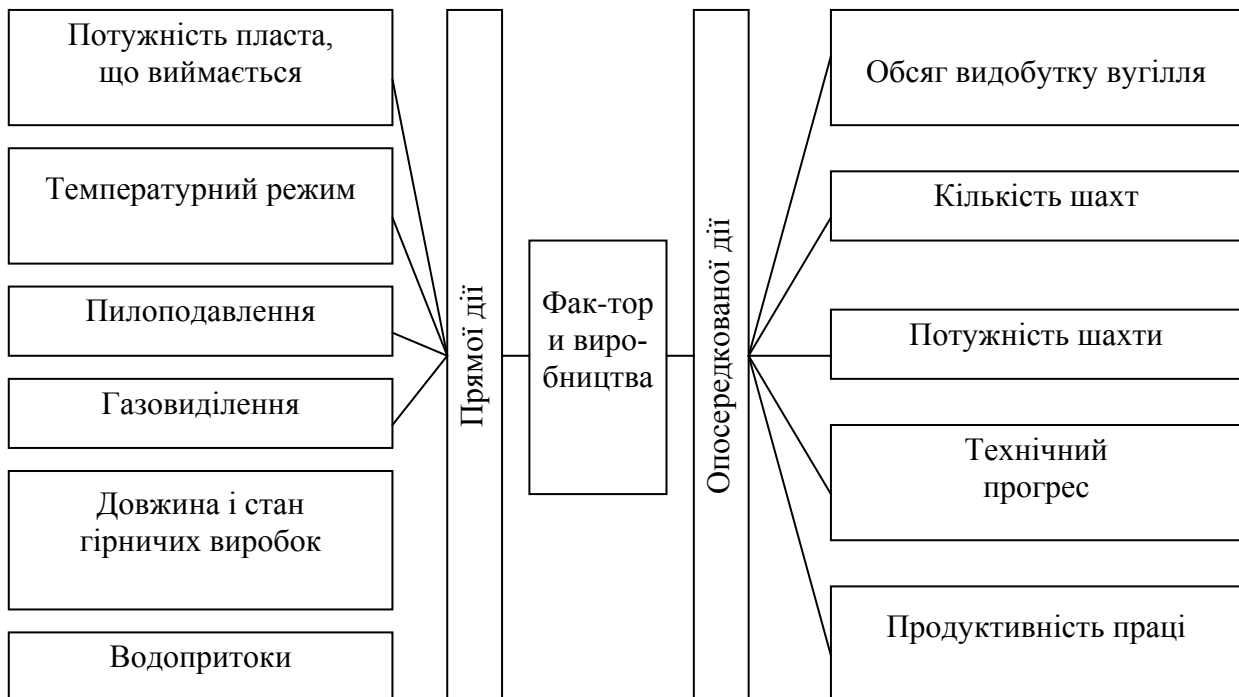 Потужність пласта,
що виймається
Температурний режим
Пилоподавлення
Газовиділення
Довжина і стан
гірничих виробок
Водопритоки
Прямої дії
Фак-тор
и виро-
бництва
Опосередкованої дії
Обсяг видобутку вугілля
Кількість шахт
Потужність шахти
Технічний
прогрес
Продуктивність праці